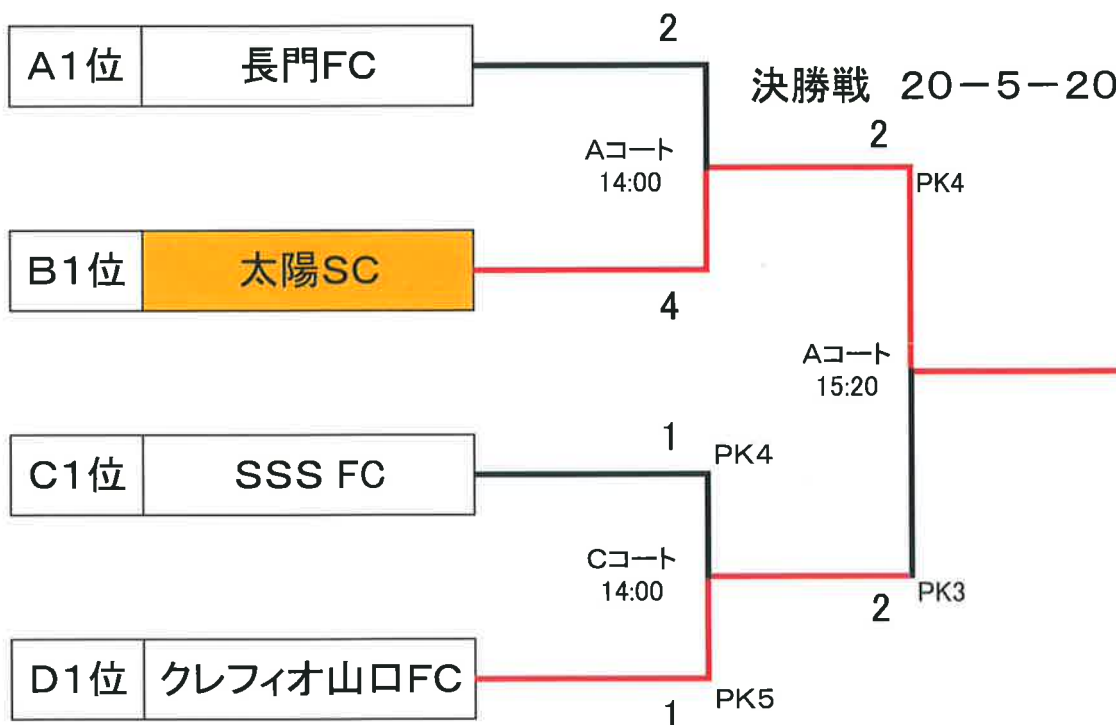 2
A1位 長門FC
決勝戦 20-5-20
2
Aコート
14:00
PK4
B1位 太陽SC
4
Aコート
15:20
1
PK4
C1位 SSS FC
Cコート
14:00
PK3
2
D1位 クレフィオ山口FC
PK5
1